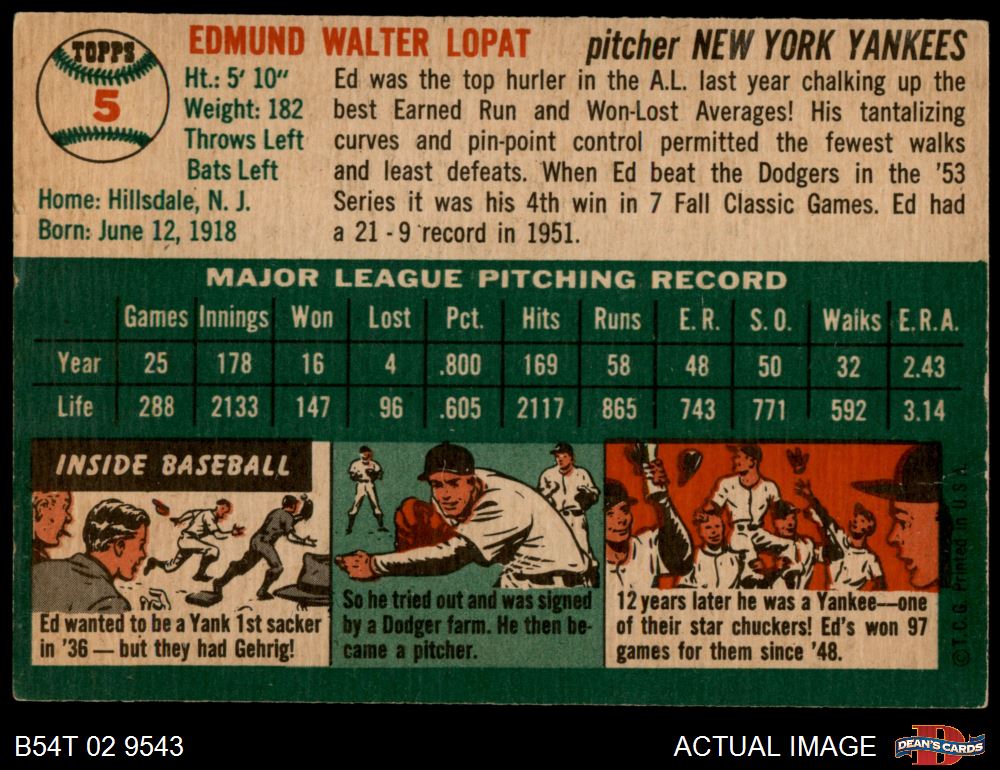 TOPPS
5
EDMUND WALTER LOPAT
pitcher NEW YORK YANKEES
Ht.: 5' 10"
Weight: 182
Throws Left
Bats Left
Home: Hillsdale, N. J.
Born: June 12, 1918
Ed was the top hurler in the A.L. last year chalking up the
best Earned Run and Won-Lost Averages! His tantalizing
curves and pin-point control permitted the fewest walks
and least defeats. When Ed beat the Dodgers in the '53
Series it was his 4th win in 7 Fall Classic Games. Ed had
a 21 - 9 record in 1951.
MAJOR LEAGUE PITCHING RECORD
Games Innings Won Lost Pct. Hits Runs E. R. S. O. Walks E.R.A.
Year 25 178 16 4 .800 169 58 48 50 32 2.43
Life 288 2133 147 96 .605 2117 865 743 771 592 3.14
INSIDE BASEBALL
Ed wanted to be a Yank 1st sacker
in '36 — but they had Gehrig!
So he tried out and was signed
by a Dodger farm. He then be-
came a pitcher.
12 years later he was a Yankee—one
of their star chuckers! Ed's won 97
games for them since '48.
© T. C. G. Printed in U.S.A.
B54T 02 9543
ACTUAL IMAGE
D
DEAN'S CARDS